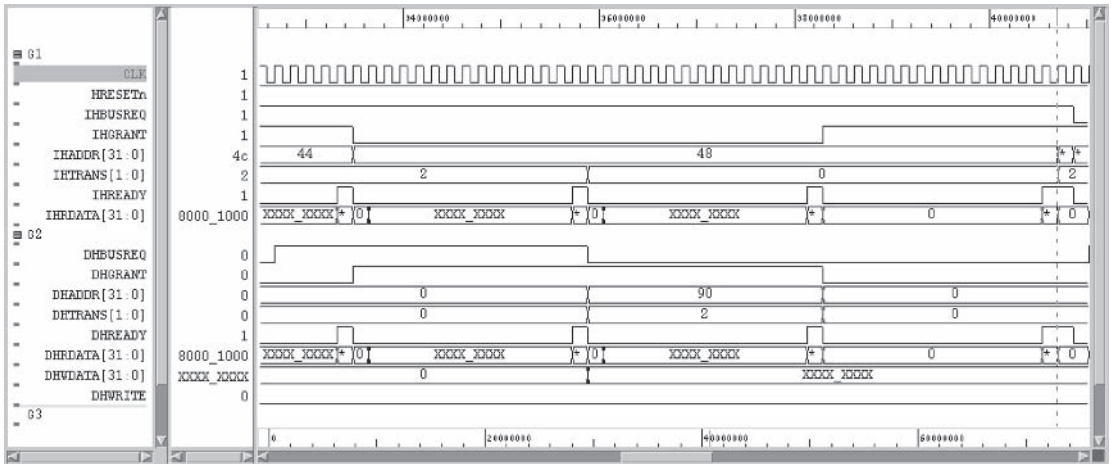 34000000 36000000 38000000 40000000
G1
CLK 1
HRESETn 1
IHBUSREQ 1
IHGRANT 1
IHADDR[31:0] 4c 44 48 * *
IHTRANS[1:0] 2 2 0 2
IHREADY 1
IHRDATA[31:0] 8000_1000 XXXX_XXXX * 0 XXXX_XXXX * 0 XXXX_XXXX * 0 * 0
G2
DHBUSREQ 0
DHGRANT 0
DHADDR[31:0] 0 0 90 0
DHTRANS[1:0] 0 0 2 0
DHREADY 1
DHRDATA[31:0] 8000_1000 XXXX_XXXX * 0 XXXX_XXXX * 0 XXXX_XXXX * 0 * 0
DHWDATA[31:0] XXXX_XXXX 0 XXXX_XXXX
DHWRITE 0
G3
0 20000000 40000000 60000000